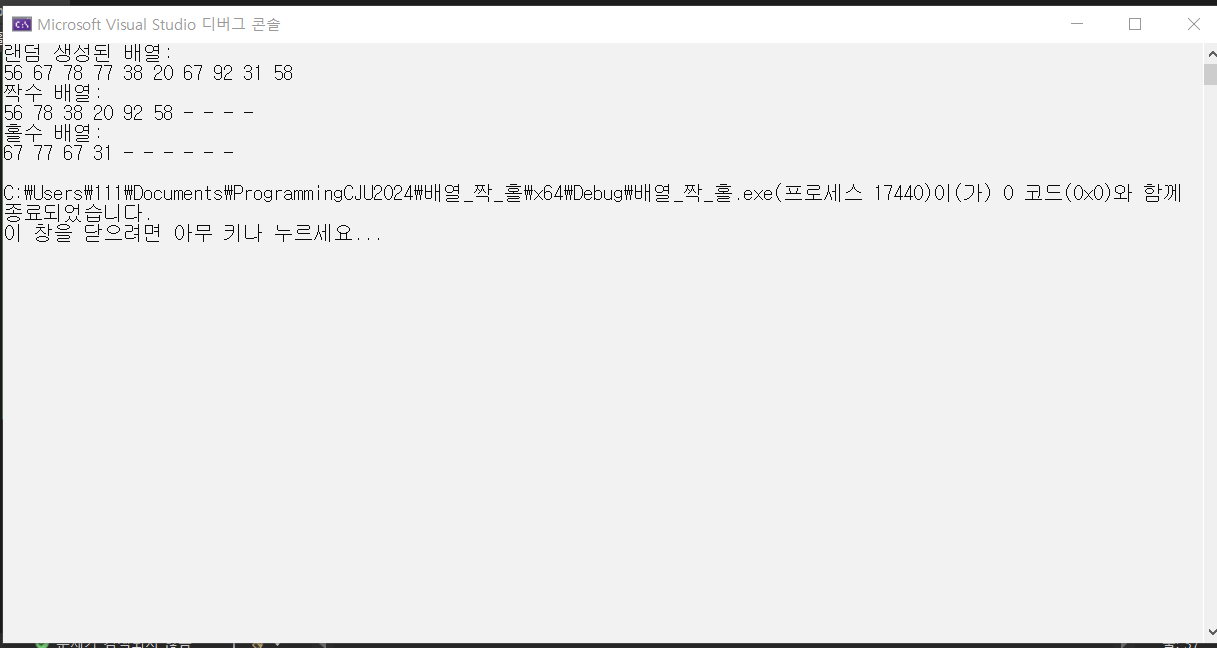 Microsoft Visual Studio 디버그 콘솔
랜덤 생성된 배열:
56 67 78 77 38 20 67 92 31 58
짝수 배열:
56 78 38 20 92 58 - - - -
홀수 배열:
67 77 67 31 - - - - - -
C:₩Users₩111₩Documents₩ProgrammingCJU2024₩배열_짝_홀₩x64₩Debug₩배열_짝_홀.exe(프로세스 17440)이(가) 0 코드(0x0)와 함께
종료되었습니다.
이 창을 닫으려면 아무 키나 누르세요...